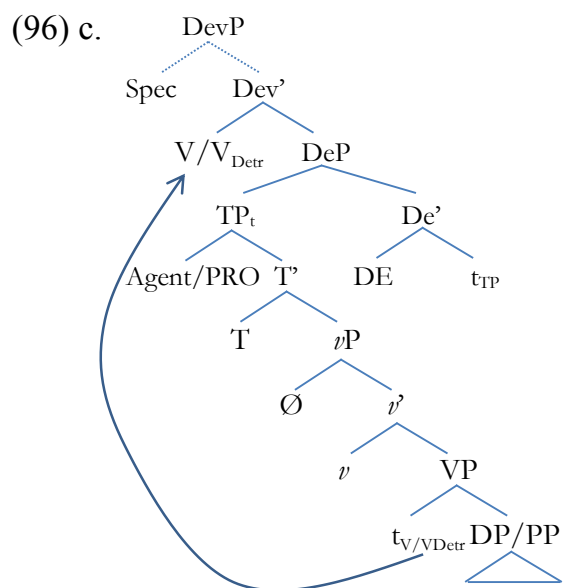 (96) c. DevP
Spec Dev’
V/V_Detr DeP
TP_t De’
Agent/PRO T’ DE t_TP
T vP
Ø v’
v VP
t_V/VDetr DP/PP